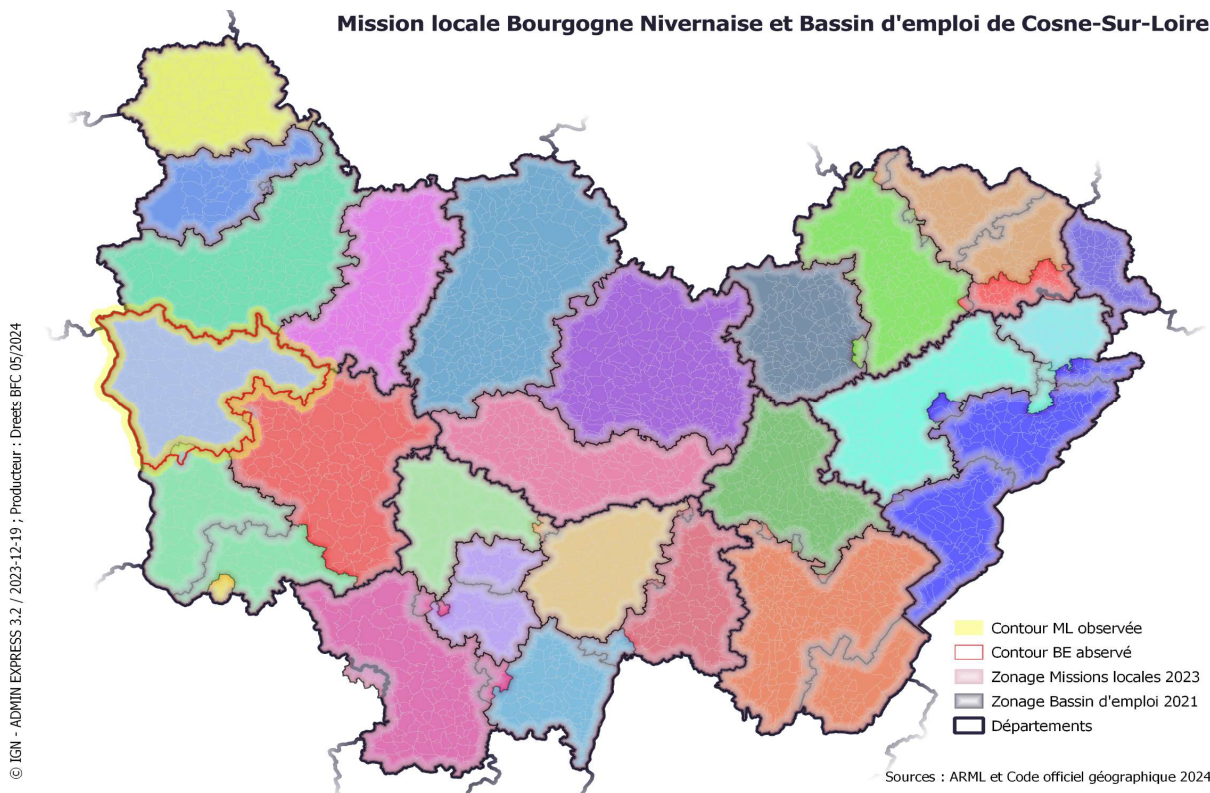 Mission locale Bourgogne Nivernaise et Bassin d'emploi de Cosne-Sur-Loire
© IGN - ADMIN EXPRESS 3.2 / 2023-12-19 ; Producteur : Dreets BFC 05/2024
Contour ML observée
Contour BE abservé
Zonage Missions locales 2023
Zonage Bassin d'emploi 2021
Départements
Sources : ARML et Code officiel géographique 2024